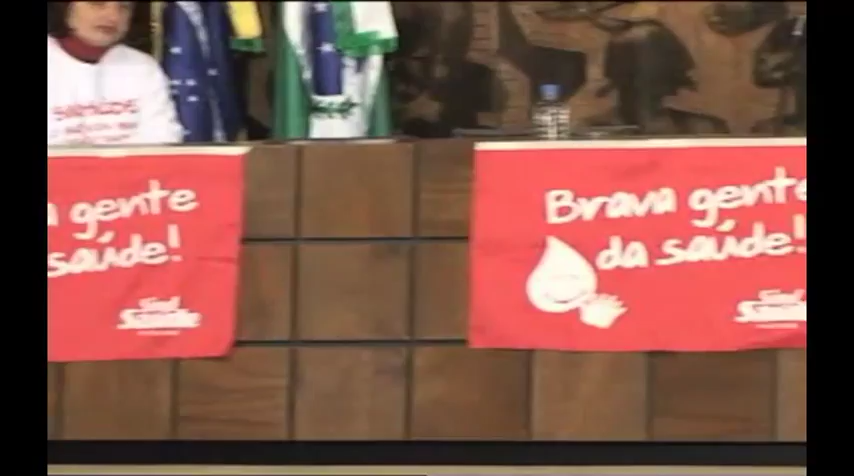 gente
saúde!
Sind
Saúde
Brava gente
da saúde!
Sind
Saúde